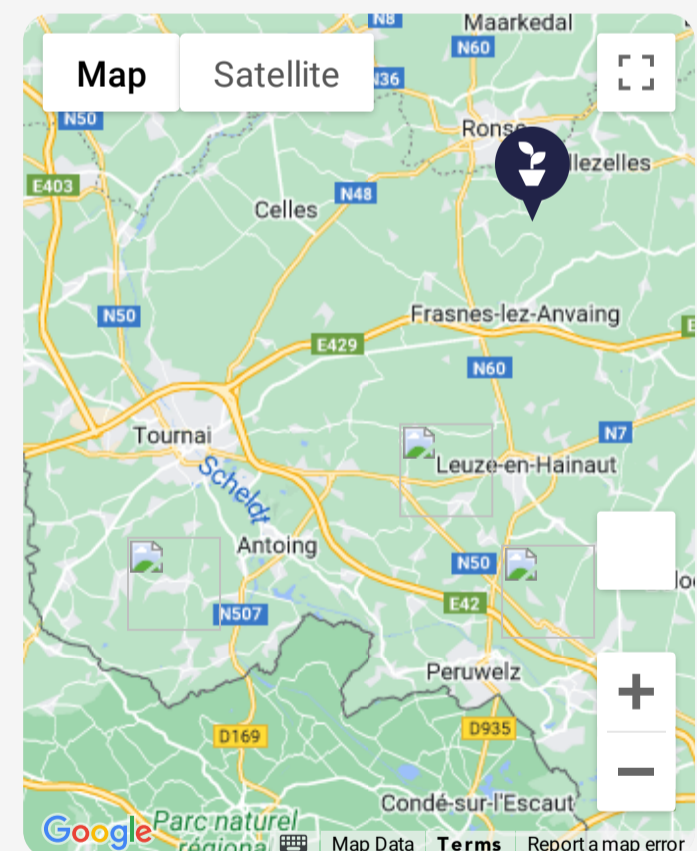 N8
Maarkedal
N60
Map
Satellite
N36
N50
Ronse
llezelles
E403
N48
Celles
N50
Frasnes-lez-Anvaing
E429
E
N60
N7
Tournai
Leuze-en-Hainaut
Scheldt
Antoing
N50
E42
N507
Peruwelz
D169
D935
Condé-sur-l'Escaut
Google
Parc naturel
régional
Map Data
Terms
Report a map error